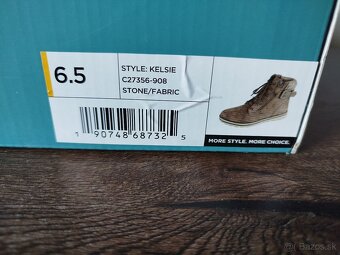 6.5
STYLE: KELSIE
C27356-908
STONE/FABRIC
1 90748 68732 5
MORE STYLE. MORE CHOICE.
Bazos.sk